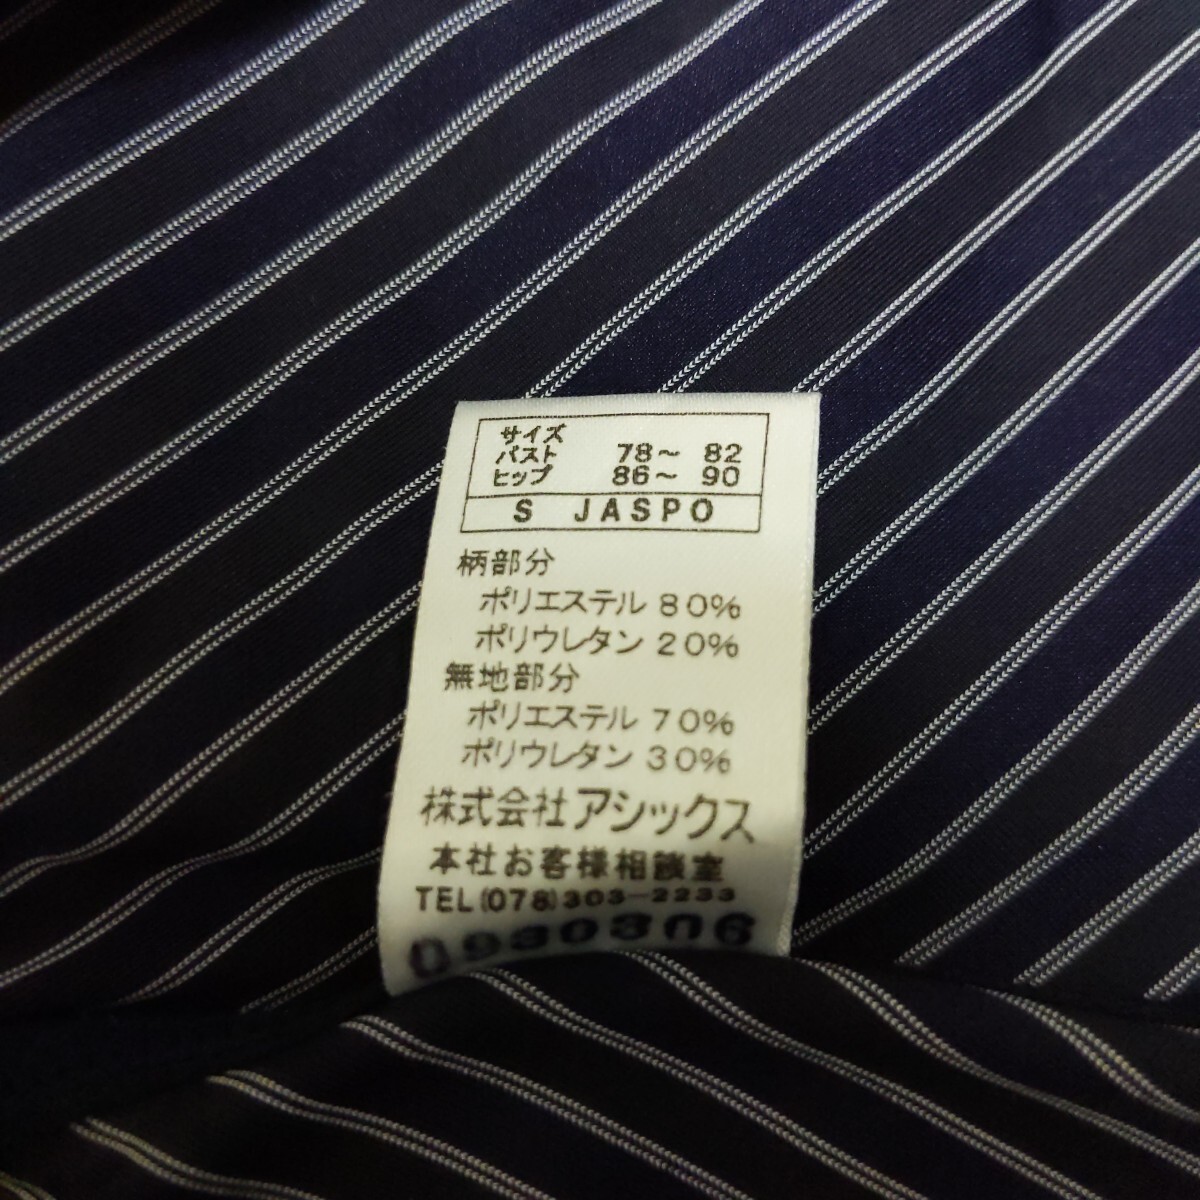 サイズ
バスト 78～ 82
ヒップ 86～ 90
S JASPO
柄部分
ポリエステル 80%
ポリウレタン 20%
無地部分
ポリエステル 70%
ポリウレタン 30%
株式会社アシックス
本社お客様相談室
TEL(078)303-2233
0930306